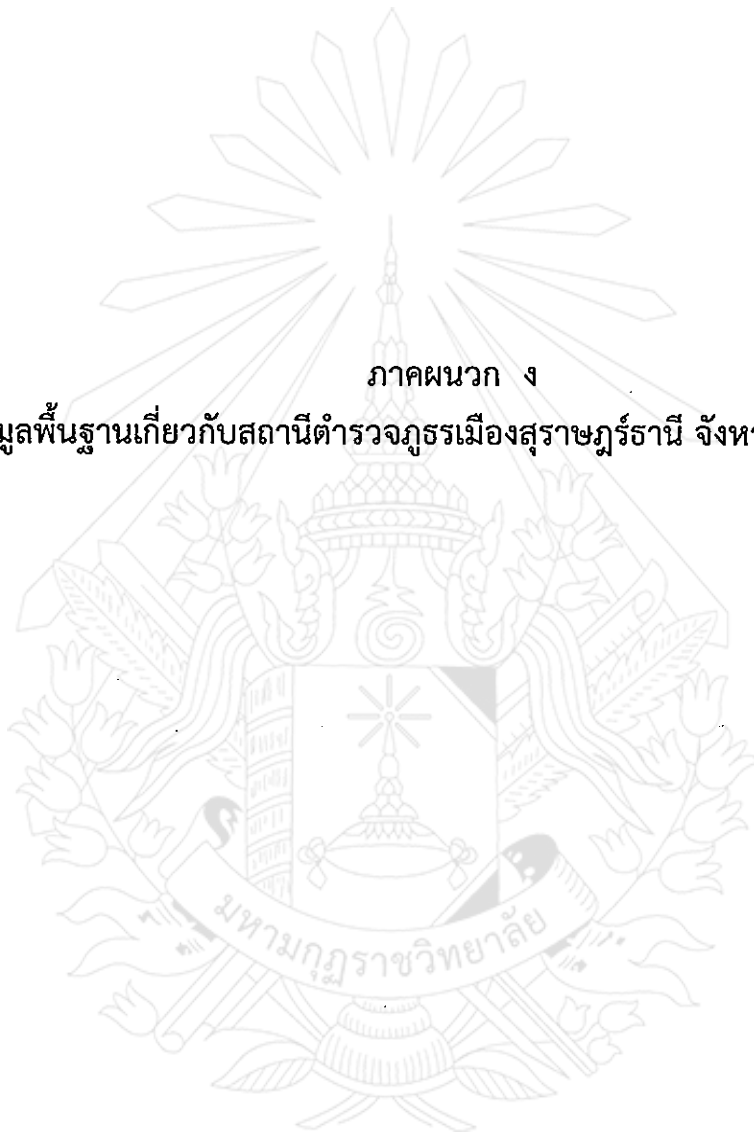 ภาคผนวก ง
มูลพื้นฐานเกี่ยวกับสถานีตำรวจภูธรเมืองสุราษฎร์ธานี จังห
มหามกุฏราชวิทยาลัย